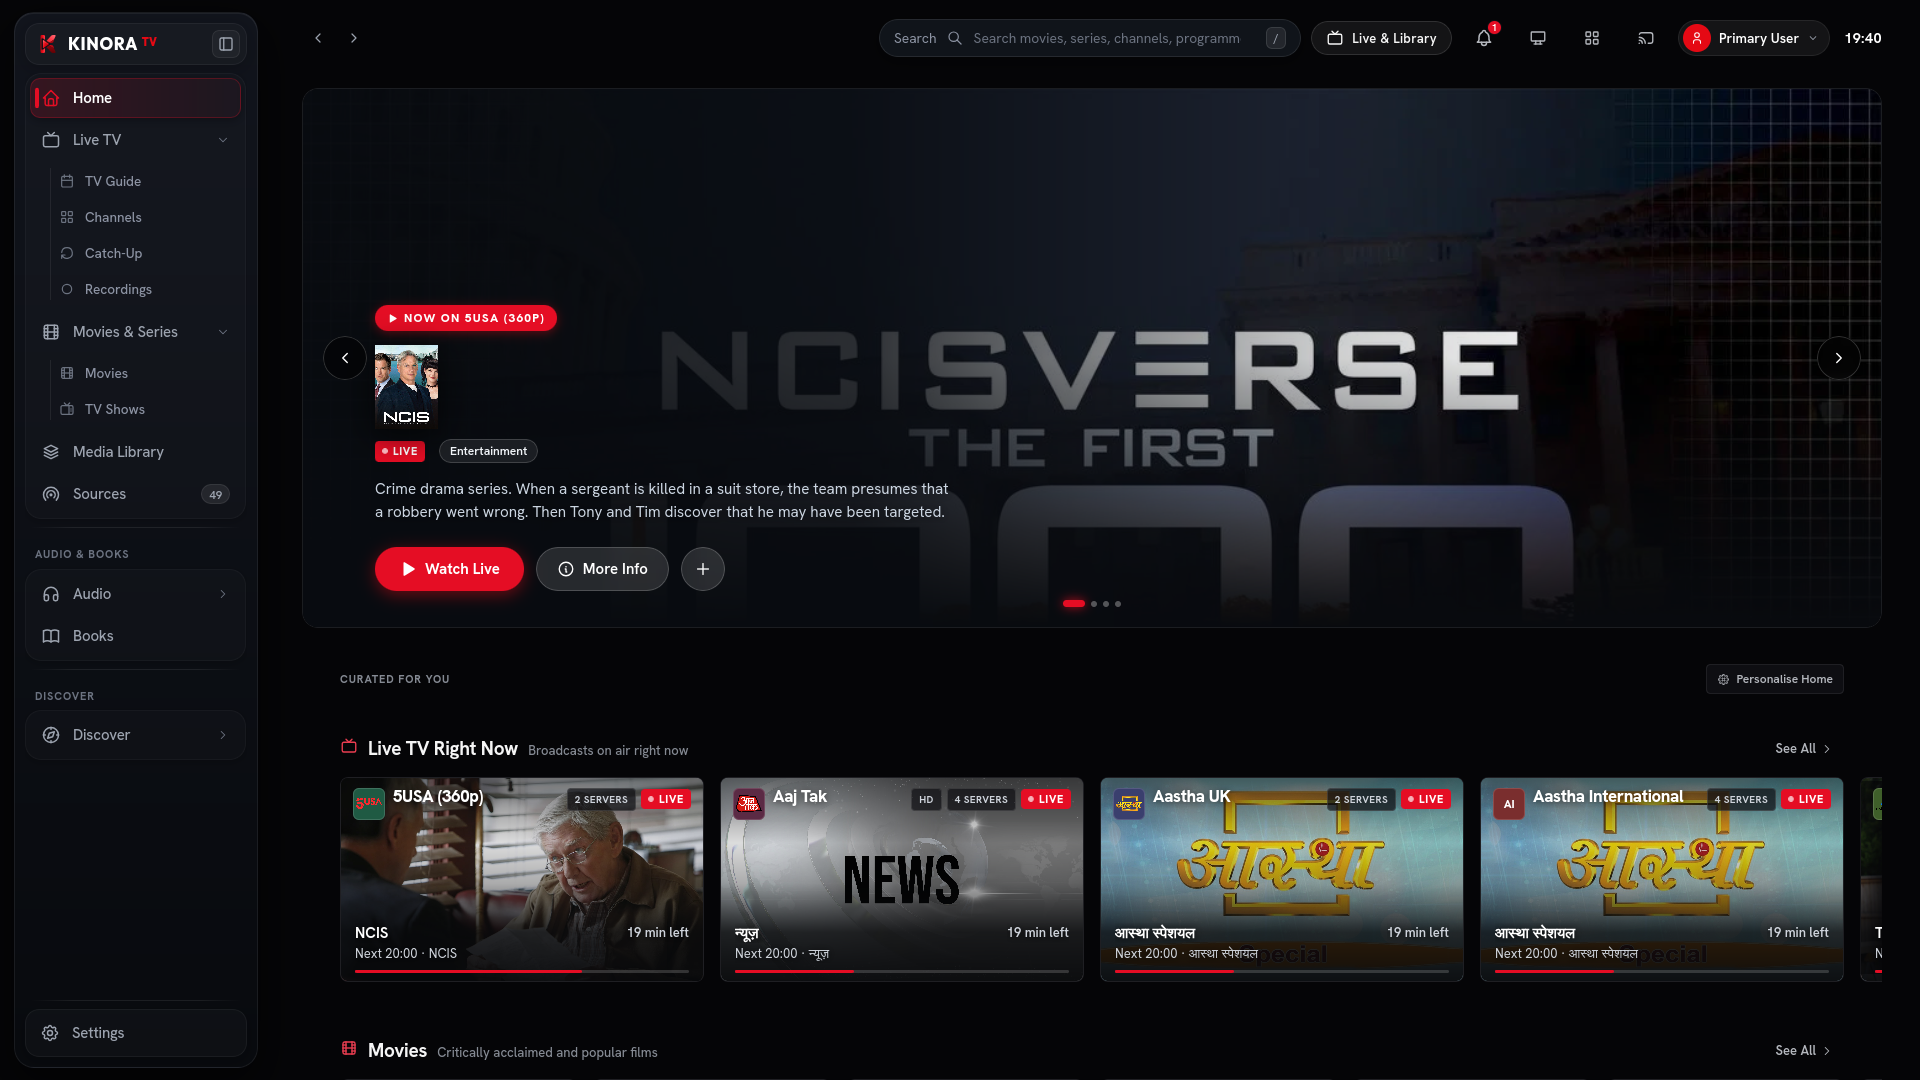 KINORA TV
Search
Search movies, series, channels, programm
/
Live & Library
1
Primary User
19:40
Home
Live TV
TV Guide
Channels
Catch-Up
Recordings
Movies & Series
Movies
TV Shows
Media Library
Sources
49
AUDIO & BOOKS
Audio
Books
DISCOVER
Discover
Settings
NCISVERSE
THE FIRST
NOW ON 5USA (360P)
NCIS
LIVE
Entertainment
Crime drama series. When a sergeant is killed in a suit store, the team presumes that
a robbery went wrong. Then Tony and Tim discover that he may have been targeted.
Watch Live
More Info
CURATED FOR YOU
Personalise Home
Live TV Right Now
Broadcasts on air right now
See All
5USA
5USA (360p)
2 SERVERS
LIVE
NCIS
19 min left
Next 20:00 · NCIS
Aaj Tak
HD
4 SERVERS
LIVE
NEWS
न्यूज़
19 min left
Next 20:00 · न्यूज़
आस्था
Aastha UK
2 SERVERS
LIVE
आस्था
आस्था स्पेशयल
19 min left
Next 20:00 · आस्था स्पेशयल
Special
AI
Aastha International
4 SERVERS
LIVE
आस्था
आस्था स्पेशयल
19 min left
Next 20:00 · आस्था स्पेशयल
Special
Movies
Critically acclaimed and popular films
See All